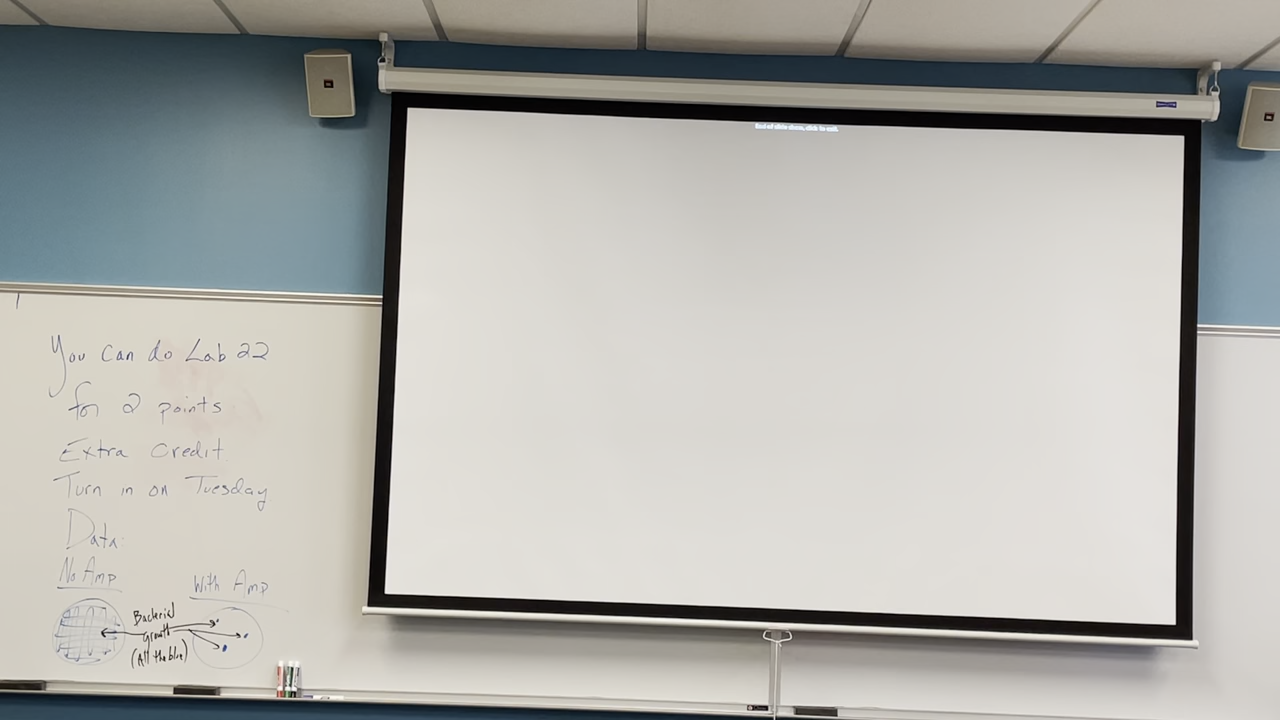 End of slide show, click to exit.
You Can do Lab 22
for 2 points
Extra Credit.
Turn in on Tuesday
Data:
No Amp
With Amp
Bacterial
growth
(All the blue)